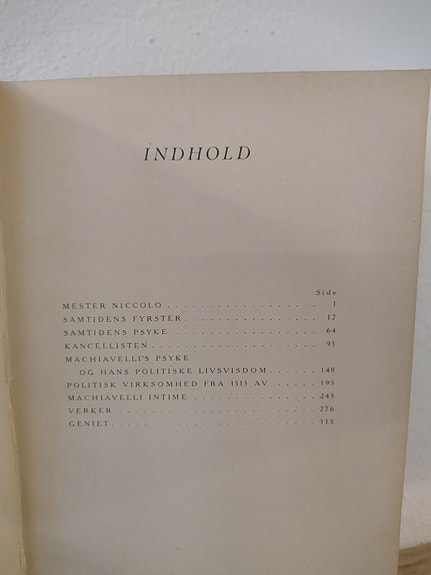 INDHOLD
Side
MESTER NICCOLO . . . . . . . . . . . . . . . . . . 1
SAMTIDENS FYRSTER . . . . . . . . . . . . . . . . 17
SAMTIDENS PSYKE . . . . . . . . . . . . . . . . . 64
KANCELLISTEN . . . . . . . . . . . . . . . . . . 93
MACHIAVELLI'S PSYKE
OG HANS POLITISKE LIVSVISDOM . . . . . . 148
POLITISK VIRKSOMHED FRA 1513 AV . . . . . . 193
MACHIAVELLI INTIME . . . . . . . . . . . . . . . 243
VERKER . . . . . . . . . . . . . . . . . . . . . . 276
GENIET . . . . . . . . . . . . . . . . . . . . . . 315